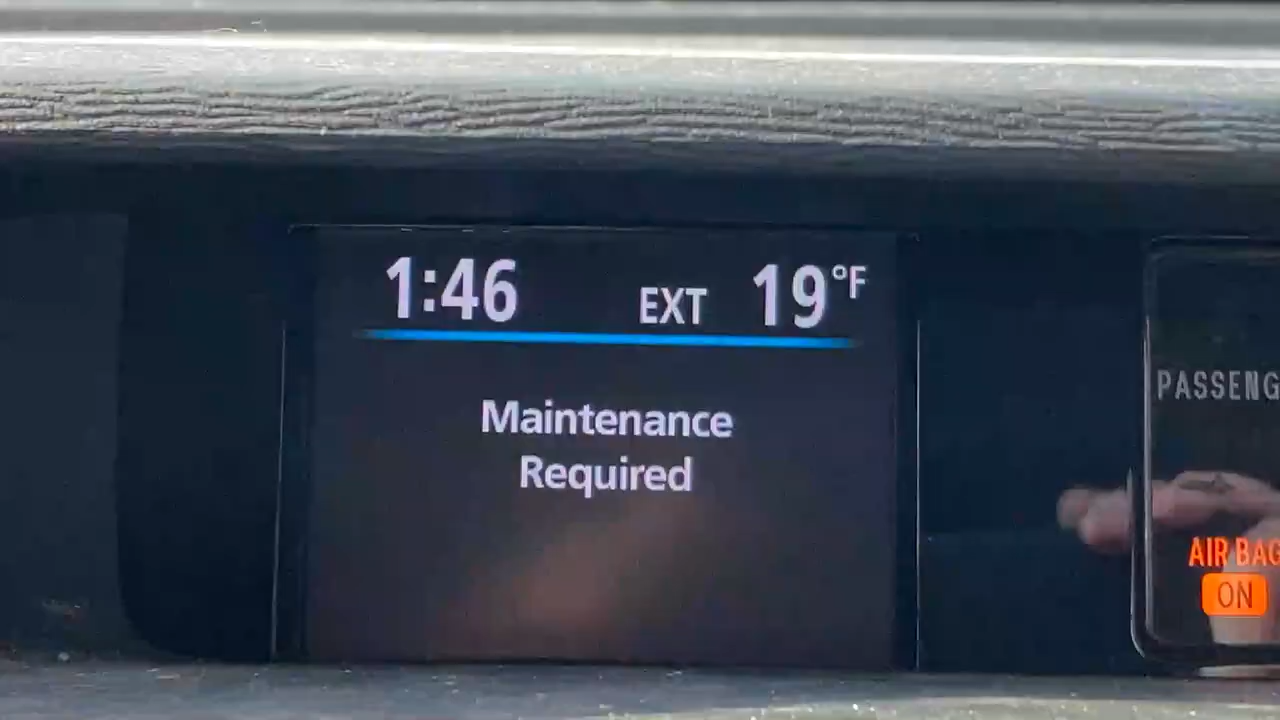 1:46 EXT 19°F
Maintenance
Required
PASSENG
AIR BAG
ON